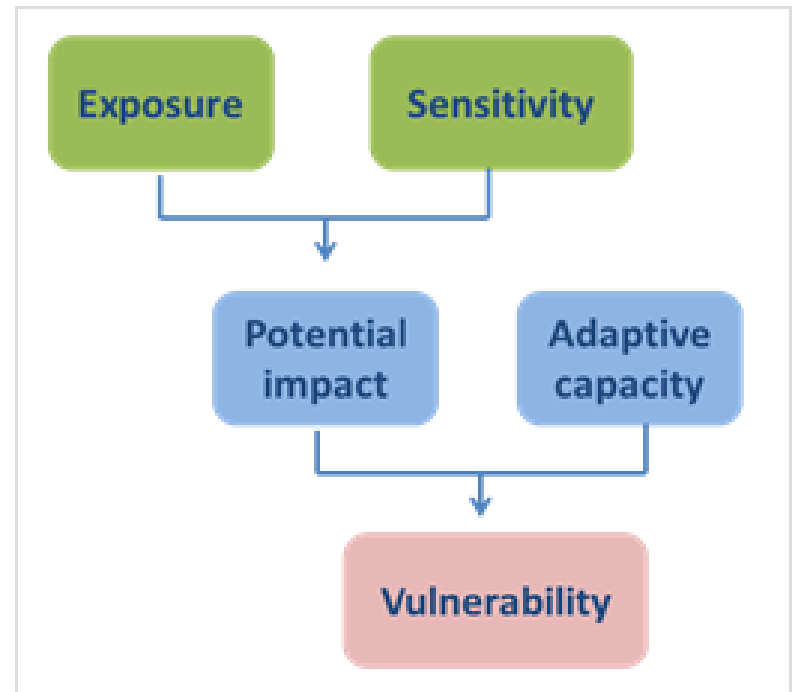 Exposure
Sensitivity
Potential
impact
Adaptive
capacity
Vulnerability